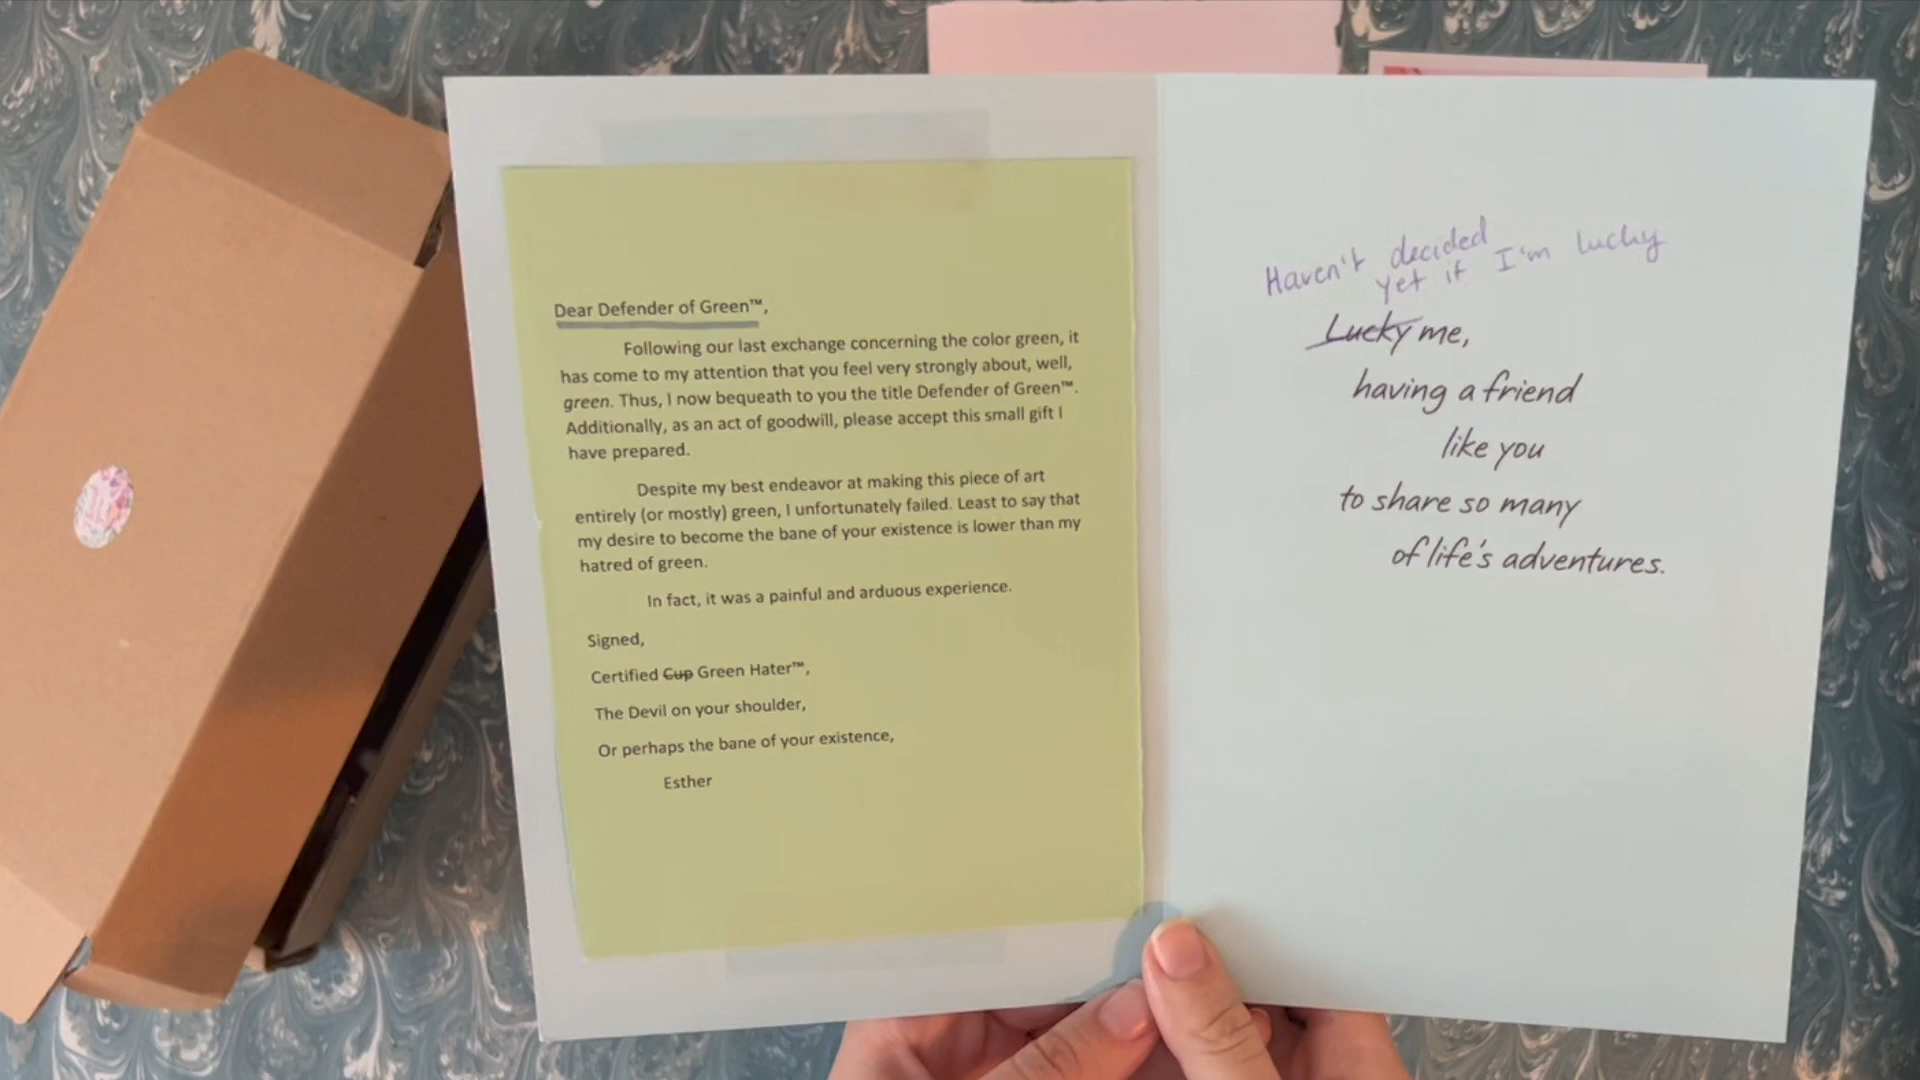 Dear Defender of Green™,
Following our last exchange concerning the color green, it
has come to my attention that you feel very strongly about, well,
green. Thus, I now bequeath to you the title Defender of Green™.
Additionally, as an act of goodwill, please accept this small gift I
have prepared.
Despite my best endeavor at making this piece of art
entirely (or mostly) green, I unfortunately failed. Least to say that
my desire to become the bane of your existence is lower than my
hatred of green.
In fact, it was a painful and arduous experience.
Signed,
Certified Cup Green Hater™,
The Devil on your shoulder,
Or perhaps the bane of your existence,
Esther
Haven't decided
yet if I'm lucky
Lucky me,
having a friend
like you
to share so many
of life's adventures.